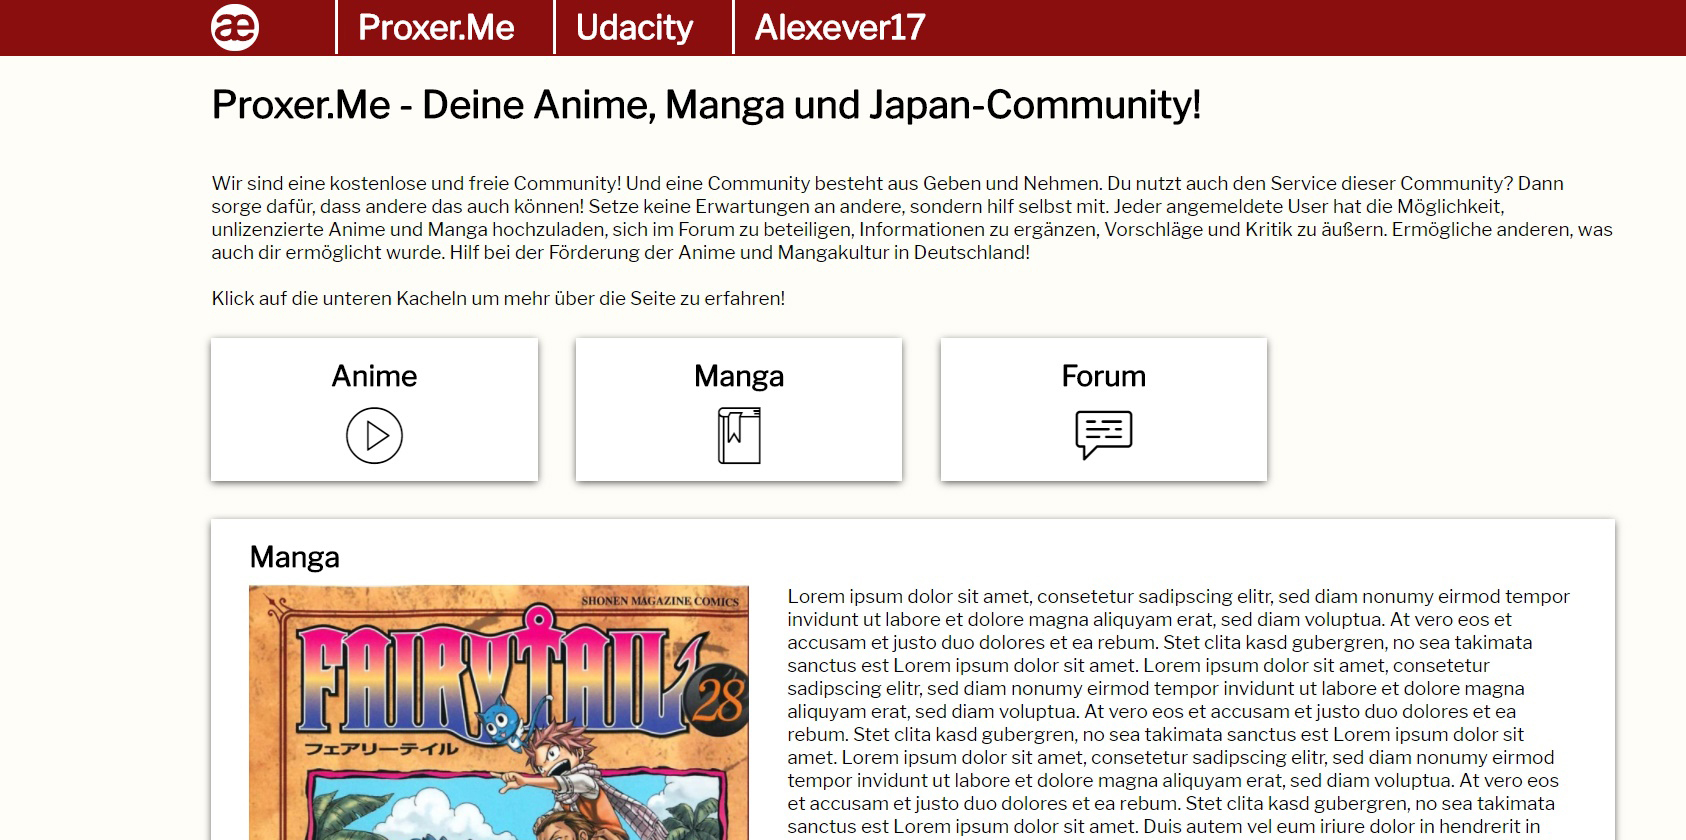 æ
Proxer.Me
Udacity
Alexever17
Proxer.Me - Deine Anime, Manga und Japan-Community!
Wir sind eine kostenlose und freie Community! Und eine Community besteht aus Geben und Nehmen. Du nutzt auch den Service dieser Community? Dann
sorge dafür, dass andere das auch können! Setze keine Erwartungen an andere, sondern hilf selbst mit. Jeder angemeldete User hat die Möglichkeit,
unlizenzierte Anime und Manga hochzuladen, sich im Forum zu beteiligen, Informationen zu ergänzen, Vorschläge und Kritik zu äußern. Ermögliche anderen, was
auch dir ermöglicht wurde. Hilf bei der Förderung der Anime und Mangakultur in Deutschland!
Klick auf die unteren Kacheln um mehr über die Seite zu erfahren!
Anime
Manga
Forum
Manga
SHONEN MAGAZINE COMICS
FAIRY TAIL
28
フェアリーテイル
Lorem ipsum dolor sit amet, consetetur sadipscing elitr, sed diam nonumy eirmod tempor
invidunt ut labore et dolore magna aliquyam erat, sed diam voluptua. At vero eos et
accusam et justo duo dolores et ea rebum. Stet clita kasd gubergren, no sea takimata
sanctus est Lorem ipsum dolor sit amet. Lorem ipsum dolor sit amet, consetetur
sadipscing elitr, sed diam nonumy eirmod tempor invidunt ut labore et dolore magna
aliquyam erat, sed diam voluptua. At vero eos et accusam et justo duo dolores et ea
rebum. Stet clita kasd gubergren, no sea takimata sanctus est Lorem ipsum dolor sit
amet. Lorem ipsum dolor sit amet, consetetur sadipscing elitr, sed diam nonumy eirmod
tempor invidunt ut labore et dolore magna aliquyam erat, sed diam voluptua. At vero eos
et accusam et justo duo dolores et ea rebum. Stet clita kasd gubergren, no sea takimata
sanctus est Lorem ipsum dolor sit amet. Duis autem vel eum iriure dolor in hendrerit in